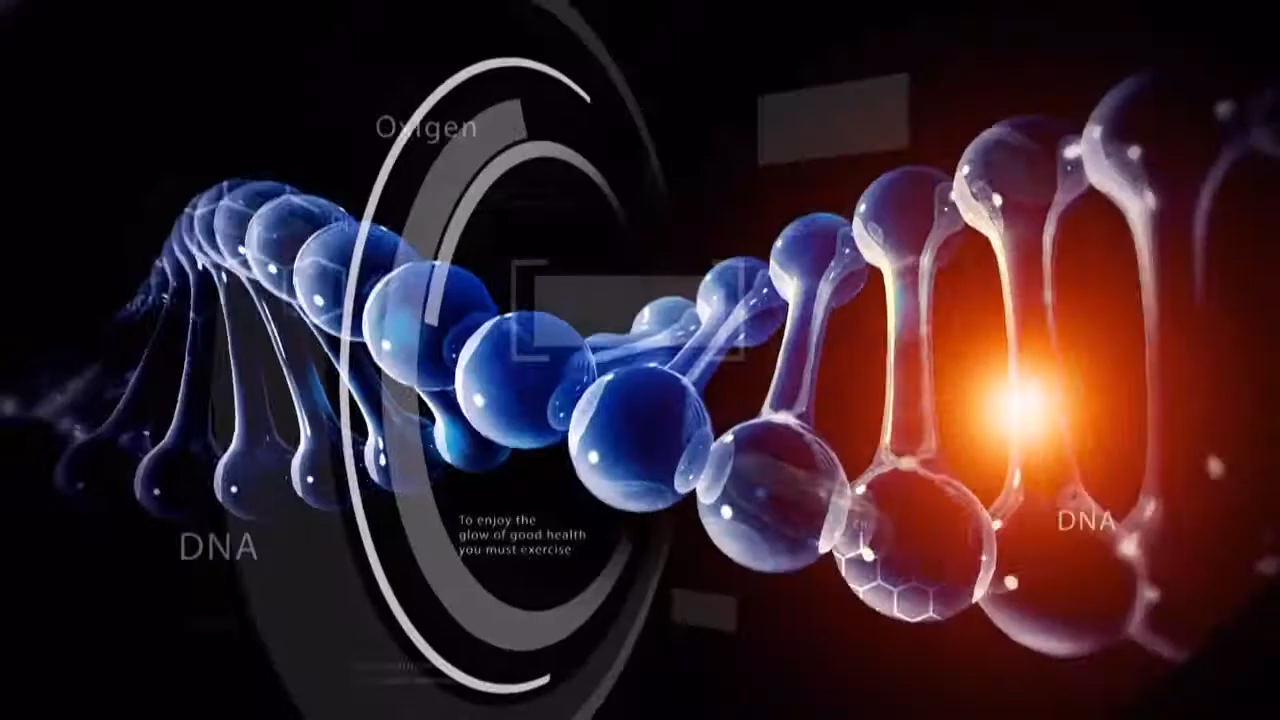 Oxigen
To enjoy the
glow of good health
you must exercise
DNA
DNA